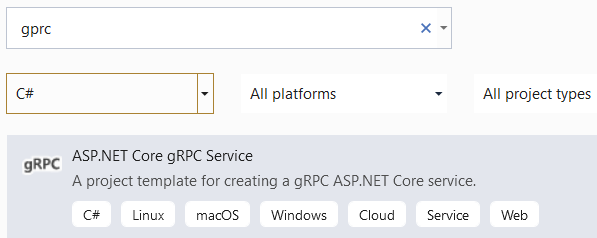 gprc
C# All platforms All project types
ASP.NET Core gRPC Service
gRPC
A project template for creating a gRPC ASP.NET Core service.
C# Linux macOS Windows Cloud Service Web